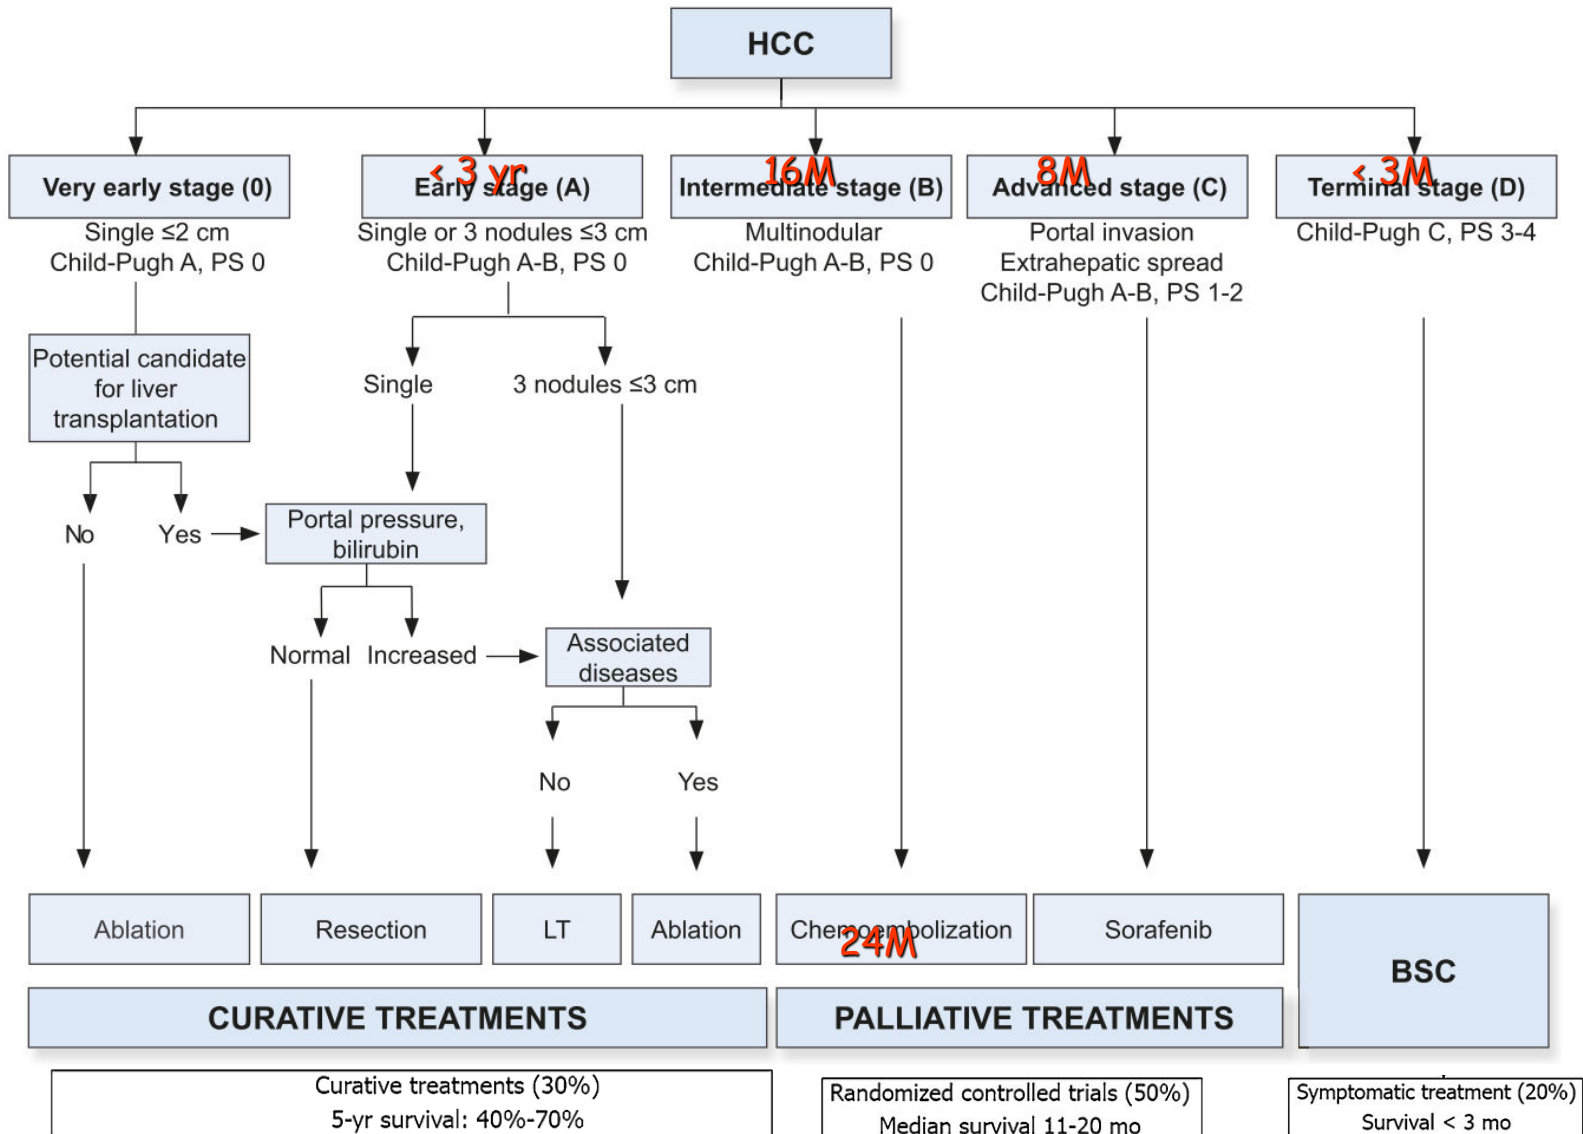 HCC
Very early stage (0)
Single ≤2 cm
Child-Pugh A, PS 0
< 3 yr
Early stage (A)
Single or 3 nodules ≤3 cm
Child-Pugh A-B, PS 0
16M
Intermediate stage (B)
Multinodular
Child-Pugh A-B, PS 0
8M
Advanced stage (C)
Portal invasion
Extrahepatic spread
Child-Pugh A-B, PS 1-2
< 3M
Terminal stage (D)
Child-Pugh C, PS 3-4
Potential candidate
for liver
transplantation
Single
3 nodules ≤3 cm
No
Yes
Portal pressure,
bilirubin
Normal
Increased
Associated
diseases
No
Yes
Ablation
Resection
LT
Ablation
Chemoembolization
24M
Sorafenib
BSC
CURATIVE TREATMENTS
PALLIATIVE TREATMENTS
Curative treatments (30%)
5-yr survival: 40%-70%
Randomized controlled trials (50%)
Median survival 11-20 mo
Symptomatic treatment (20%)
Survival < 3 mo